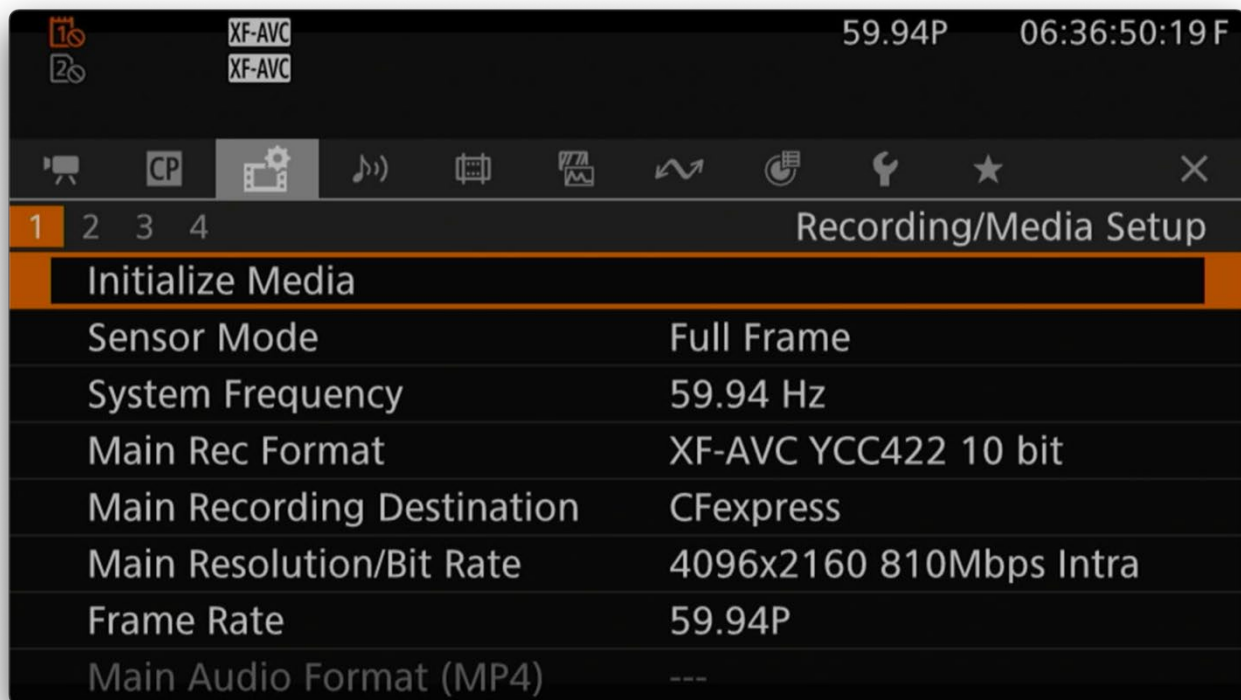 1 XF-AVC 59.94P 06:36:50:19 F
2 XF-AVC
CP
1 2 3 4 Recording/Media Setup
Initialize Media
Sensor Mode Full Frame
System Frequency 59.94 Hz
Main Rec Format XF-AVC YCC422 10 bit
Main Recording Destination CFexpress
Main Resolution/Bit Rate 4096x2160 810Mbps Intra
Frame Rate 59.94P
Main Audio Format (MP4) ---